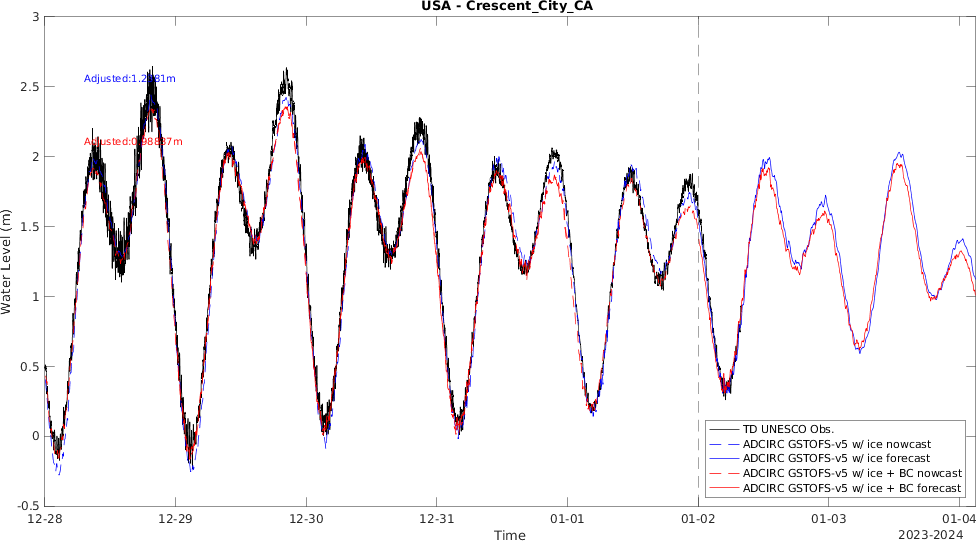 USA - Crescent_City_CA
3
2.5
2
1.5
1
0.5
0
-0.5
Water Level (m)
12-28
12-29
12-30
12-31
01-01
01-02
01-03
01-04
Time
2023-2024
TD UNESCO Obs.
ADCIRC GSTOFS-v5 w/ ice nowcast
ADCIRC GSTOFS-v5 w/ ice forecast
ADCIRC GSTOFS-v5 w/ ice + BC nowcast
ADCIRC GSTOFS-v5 w/ ice + BC forecast